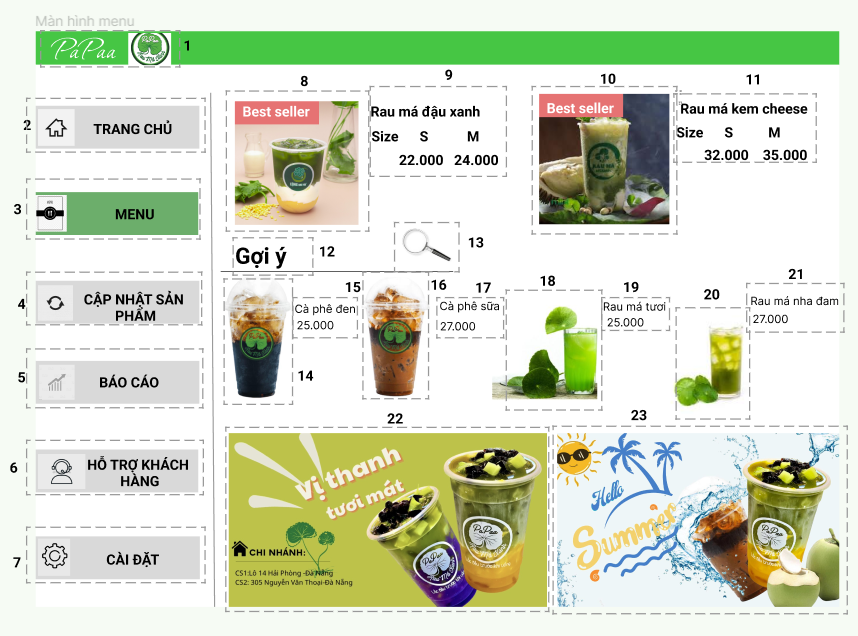 Màn hình menu
PaPaa
1
2
TRANG CHỦ
3
MENU
4
CẬP NHẬT SẢN
PHẨM
5
BÁO CÁO
6
HỖ TRỢ KHÁCH
HÀNG
7
CÀI ĐẶT
8
Best seller
9
Rau má đậu xanh
Size S M
22.000 24.000
10
Best seller
11
Rau má kem cheese
Size S M
32.000 35.000
Gợi ý
12
13
14
15
Cà phê đen
25.000
16
17
Cà phê sữa
27.000
18
19
Rau má tươi
25.000
20
21
Rau má nha đam
27.000
22
Vị thanh
tươi mát
CHI NHÁNH:
CS1:Lô 14 Hải Phòng -Đà Nẵng
CS2: 305 Nguyễn Văn Thoại-Đà Nẵng
PaPaa
PaPaa
23
Hello
Summer
PaPaa